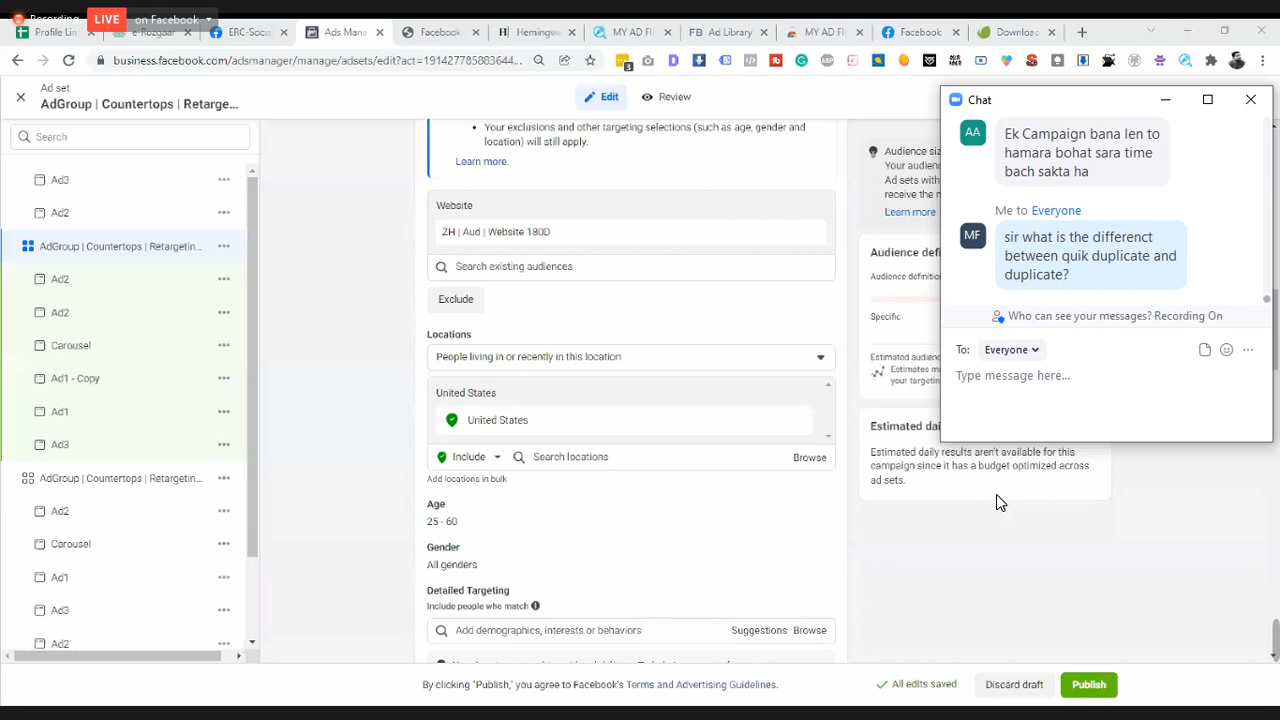 Recording
LIVE
on Facebook
Profile Lin
e-Rozgaar
ERC-Socia
Ads Mana
Facebook
Hemingw
MY AD FI
Ad Library
MY AD FI
Facebook
Downloa
business.facebook.com/adsmanager/manage/adsets/edit?act=191427785883644...
Ad set
AdGroup | Countertops | Retarge...
Edit
Review
Search
Ad3
Ad2
AdGroup | Countertops | Retargetin...
Ad2
Ad2
Carousel
Ad1 - Copy
Ad1
Ad3
AdGroup | Countertops | Retargetin...
Ad2
Carousel
Ad1
Ad3
Ad2
• Your exclusions and other targeting selections (such as age, gender and
location) will still apply.
Learn more.
Website
ZH | Aud | Website 180D
Search existing audiences
Exclude
Locations
People living in or recently in this location
United States
United States
Include
Search locations
Browse
Add locations in bulk
Age
25 - 60
Gender
All genders
Detailed Targeting
Include people who match
Add demographics, interests or behaviors
Suggestions
Browse
Audience siz
Your audien
Ad sets with
receive the n
Learn more
Audience defini
Audience definition
Specific
Estimated audie
Estimates m
your targetin
Estimated dail
Estimated daily results aren't available for this
campaign since it has a budget optimized across
ad sets.
Chat
AA
Ek Campaign bana len to
hamara bohat sara time
bach sakta ha
Me to Everyone
MF
sir what is the differenct
between quik duplicate and
duplicate?
Who can see your messages? Recording On
To: Everyone
Type message here...
By clicking "Publish," you agree to Facebook's Terms and Advertising Guidelines.
All edits saved
Discard draft
Publish